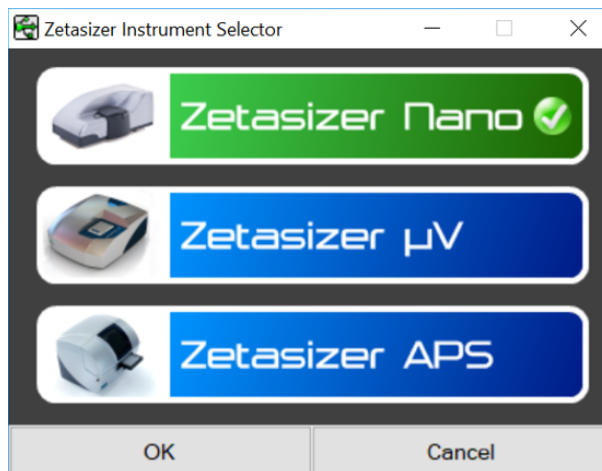 Zetasizer Instrument Selector
Zetasizer Nano
Zetasizer µV
Zetasizer APS
OK
Cancel